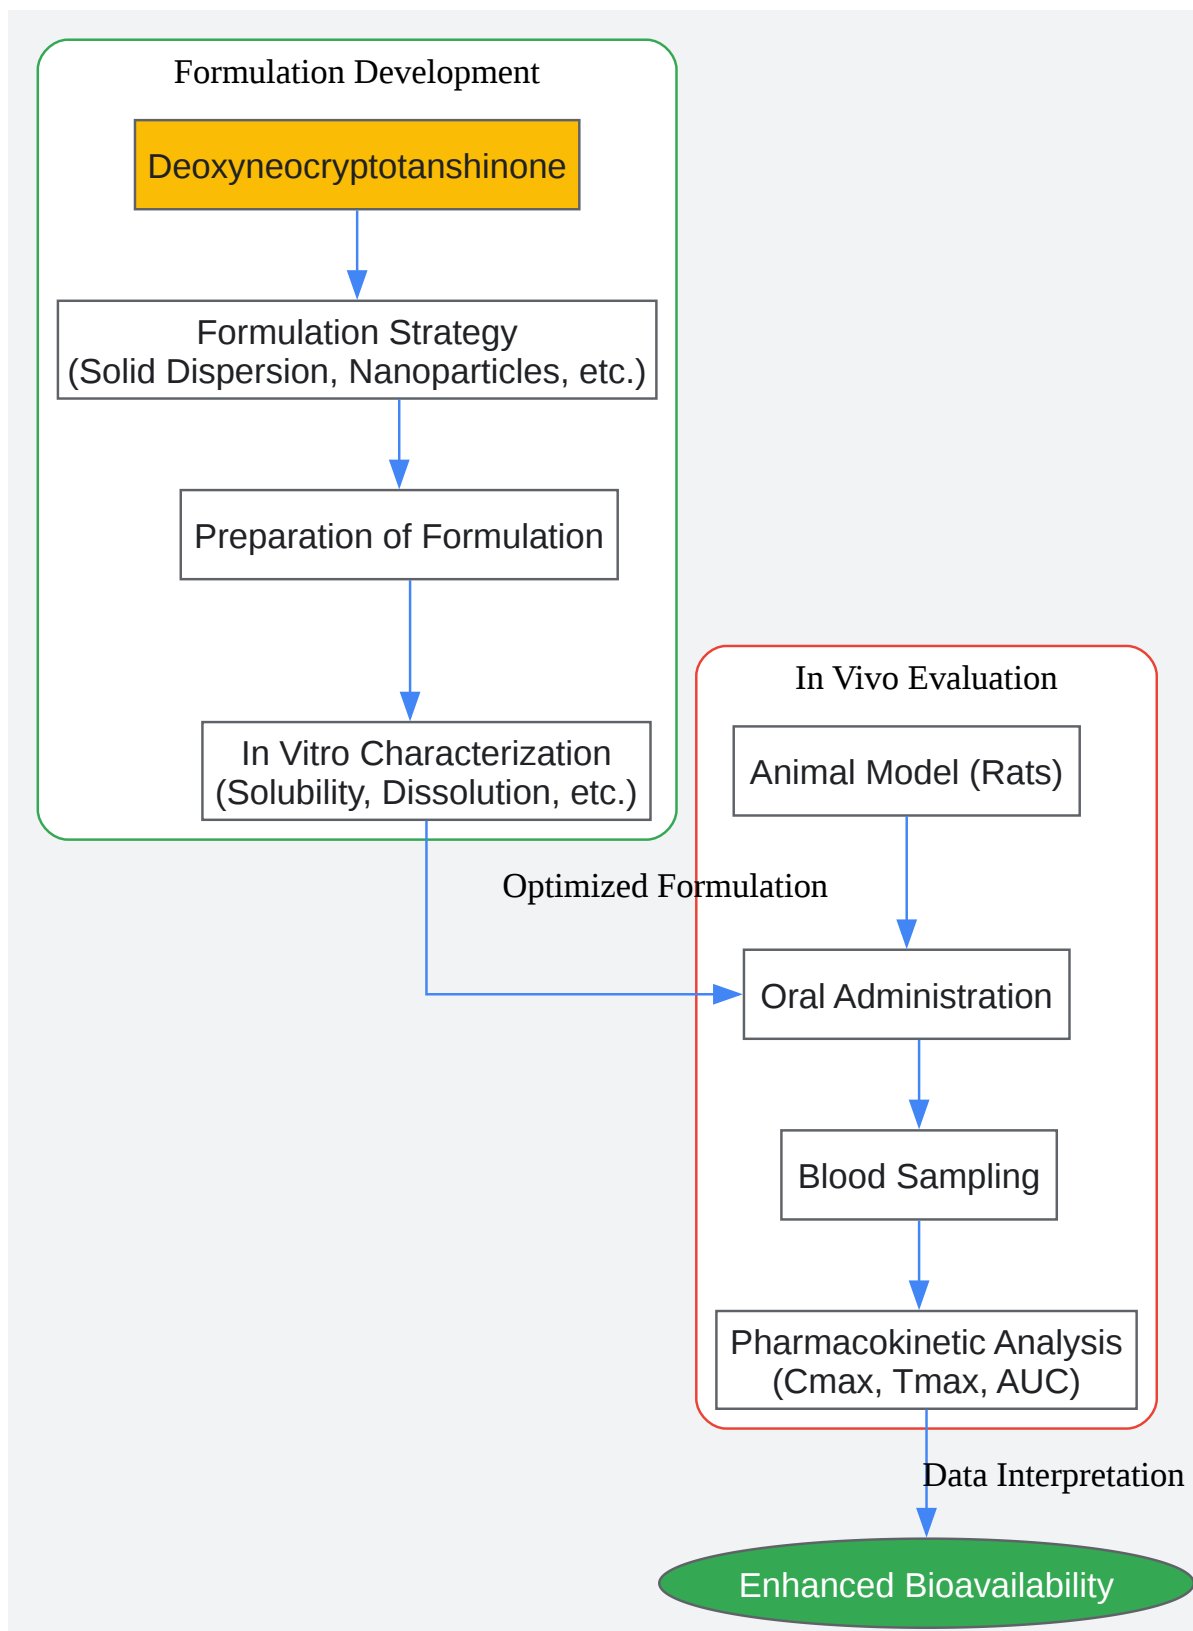 Formulation Development
Deoxyneocryptotanshinone
Formulation Strategy
(Solid Dispersion, Nanoparticles, etc.)
Preparation of Formulation
In Vitro Characterization
(Solubility, Dissolution, etc.)
Optimized Formulation
In Vivo Evaluation
Animal Model (Rats)
Oral Administration
Blood Sampling
Pharmacokinetic Analysis
(Cmax, Tmax, AUC)
Data Interpretation
Enhanced Bioavailability